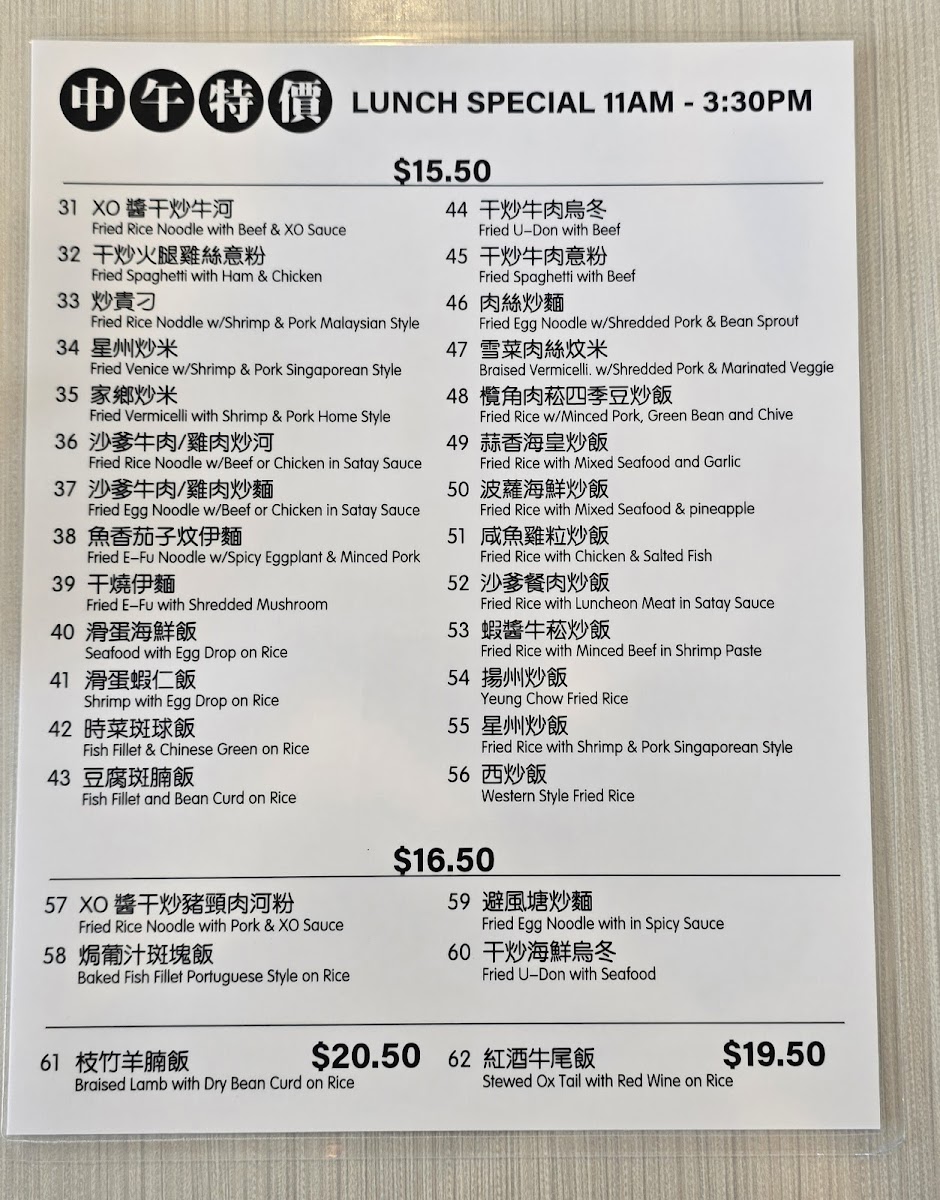 中午特價 LUNCH SPECIAL 11AM - 3:30PM
$15.50
31 XO 醬干炒牛河
Fried Rice Noodle with Beef & XO Sauce
32 干炒火腿雞絲意粉
Fried Spaghetti with Ham & Chicken
33 炒貴刁
Fried Rice Noddle w/Shrimp & Pork Malaysian Style
34 星州炒米
Fried Venice w/Shrimp & Pork Singaporean Style
35 家鄉炒米
Fried Vermicelli with Shrimp & Pork Home Style
36 沙爹牛肉/雞肉炒河
Fried Rice Noodle w/Beef or Chicken in Satay Sauce
37 沙爹牛肉/雞肉炒麵
Fried Egg Noodle w/Beef or Chicken in Satay Sauce
38 魚香茄子炆伊麵
Fried E-Fu Noodle w/Spicy Eggplant & Minced Pork
39 干燒伊麵
Fried E-Fu with Shredded Mushroom
40 滑蛋海鮮飯
Seafood with Egg Drop on Rice
41 滑蛋蝦仁飯
Shrimp with Egg Drop on Rice
42 時菜斑球飯
Fish Fillet & Chinese Green on Rice
43 豆腐斑腩飯
Fish Fillet and Bean Curd on Rice
44 干炒牛肉烏冬
Fried U-Don with Beef
45 干炒牛肉意粉
Fried Spaghetti with Beef
46 肉絲炒麵
Fried Egg Noodle w/Shredded Pork & Bean Sprout
47 雪菜肉絲炆米
Braised Vermicelli. w/Shredded Pork & Marinated Veggie
48 欖角肉菘四季豆炒飯
Fried Rice w/Minced Pork, Green Bean and Chive
49 蒜香海皇炒飯
Fried Rice with Mixed Seafood and Garlic
50 波蘿海鮮炒飯
Fried Rice with Mixed Seafood & pineapple
51 咸魚雞粒炒飯
Fried Rice with Chicken & Salted Fish
52 沙爹餐肉炒飯
Fried Rice with Luncheon Meat in Satay Sauce
53 蝦醬牛菘炒飯
Fried Rice with Minced Beef in Shrimp Paste
54 揚州炒飯
Yeung Chow Fried Rice
55 星州炒飯
Fried Rice with Shrimp & Pork Singaporean Style
56 西炒飯
Western Style Fried Rice
$16.50
57 XO 醬干炒豬頸肉河粉
Fried Rice Noodle with Pork & XO Sauce
58 焗葡汁斑塊飯
Baked Fish Fillet Portuguese Style on Rice
59 避風塘炒麵
Fried Egg Noodle with in Spicy Sauce
60 干炒海鮮烏冬
Fried U-Don with Seafood
61 枝竹羊腩飯 $20.50
Braised Lamb with Dry Bean Curd on Rice
62 紅酒牛尾飯 $19.50
Stewed Ox Tail with Red Wine on Rice